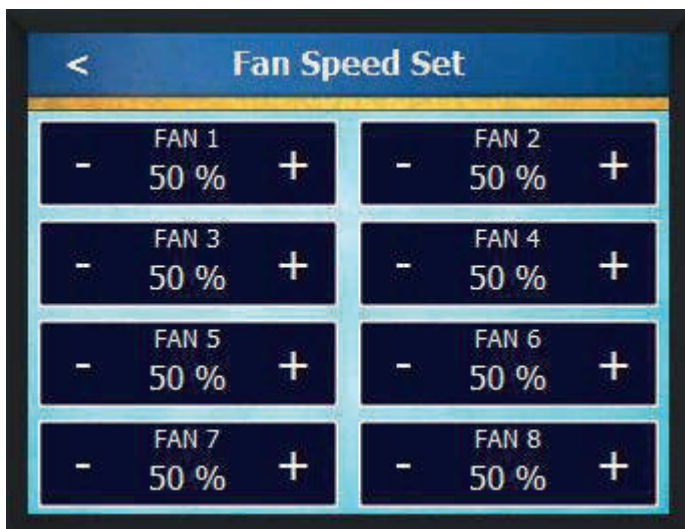 < Fan Speed Set
FAN 1 FAN 2
- 50 % + - 50 % +
FAN 3 FAN 4
- 50 % + - 50 % +
FAN 5 FAN 6
- 50 % + - 50 % +
FAN 7 FAN 8
- 50 % + - 50 % +